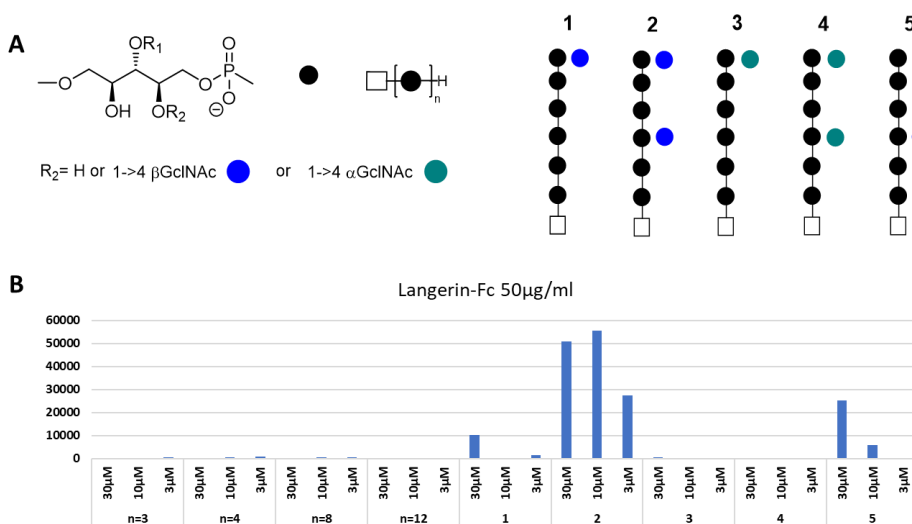 A
OR₁
O
O
O
P
O⊖
OH
OR₂
n
H
R₂= H or 1->4 βGclNAc or 1->4 αGclNAc
1 2 3 4 5
B
Langerin-Fc 50µg/ml
60000
50000
40000
30000
20000
10000
0
30µM 10µM 3µM 30µM 10µM 3µM 30µM 10µM 3µM 30µM 10µM 3µM 30µM 10µM 3µM 30µM 10µM 3µM 30µM 10µM 3µM 30µM 10µM 3µM 30µM 10µM 3µM
n=3 n=4 n=8 n=12 1 2 3 4 5